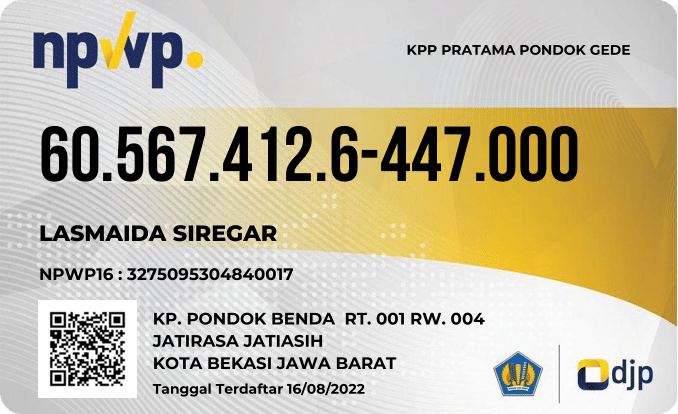 npwp.
KPP PRATAMA PONDOK GEDE
60.567.412.6-447.000
LASMAIDA SIREGAR
NPWP16 : 3275095304840017
KP. PONDOK BENDA RT. 001 RW. 004
JATIRASA JATIASIH
KOTA BEKASI JAWA BARAT
Tanggal Terdaftar 16/08/2022
djp